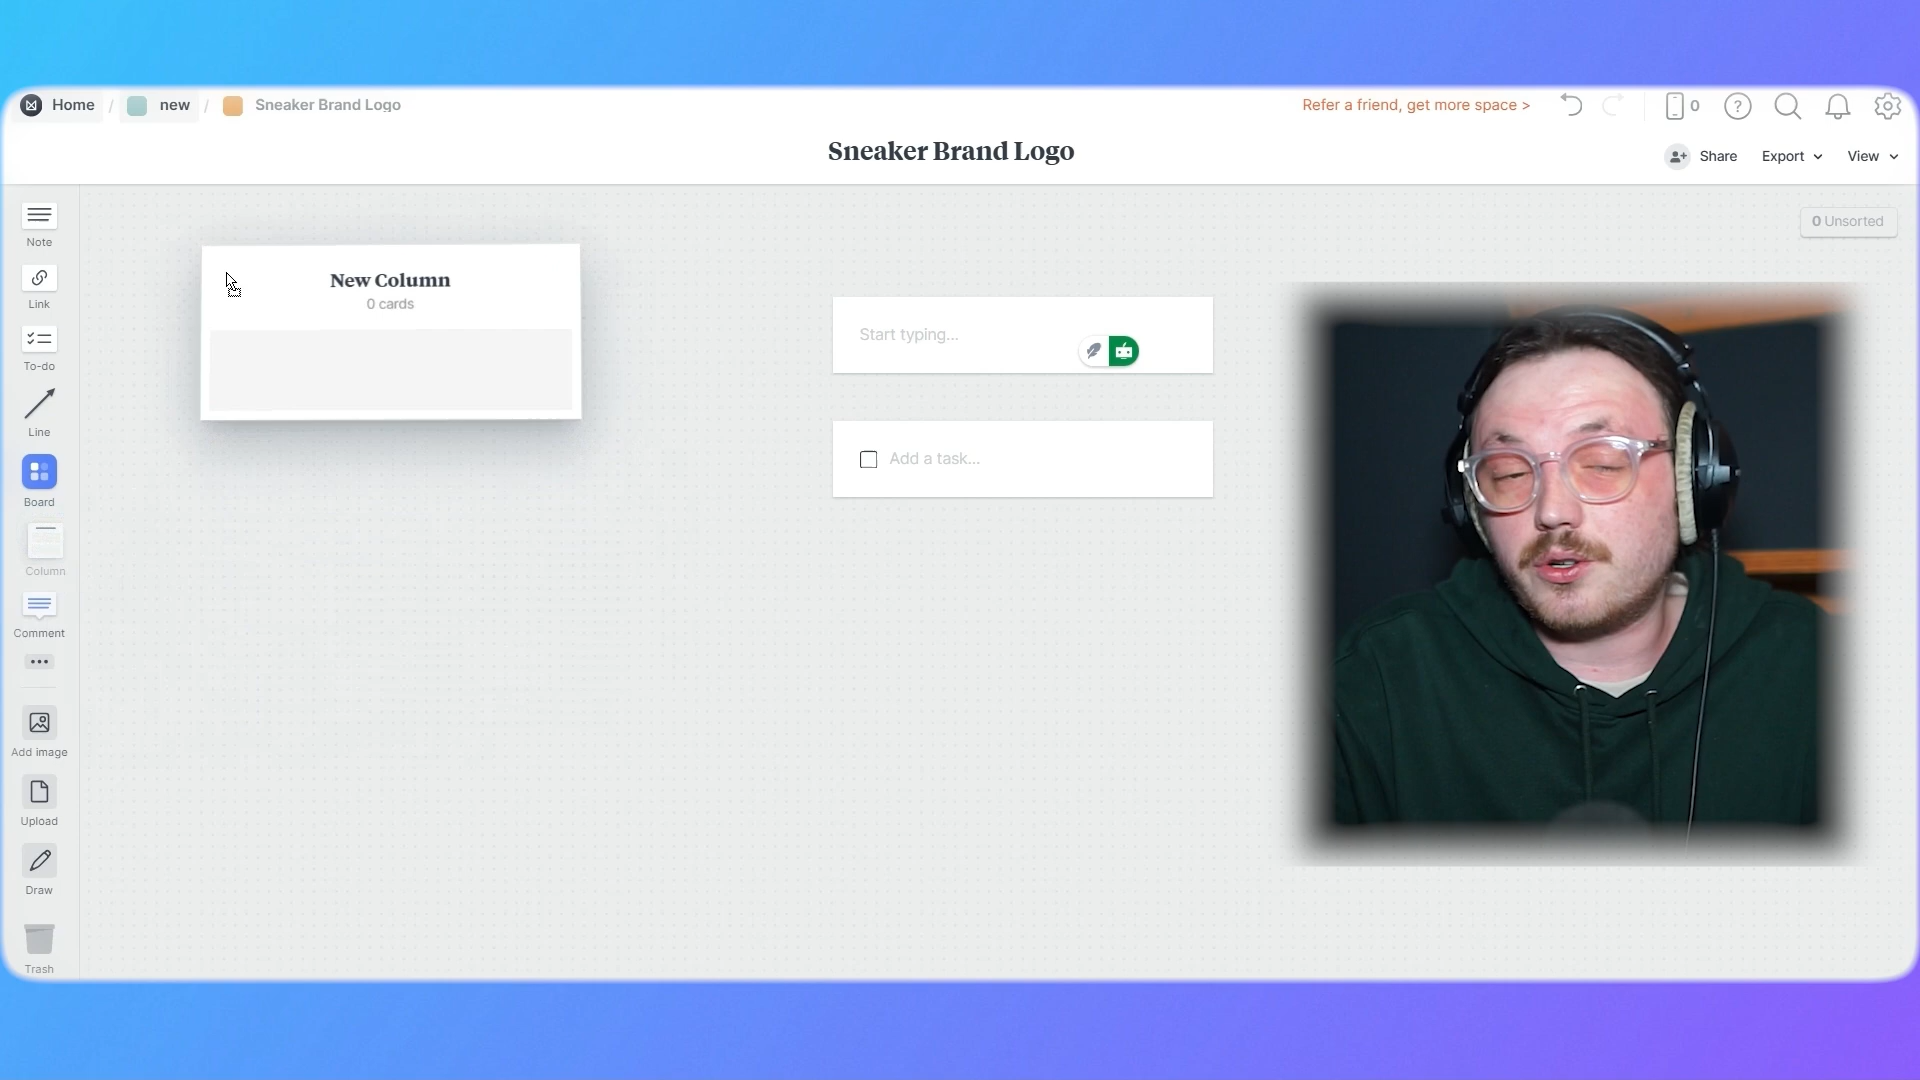 Home / new / Sneaker Brand Logo
Refer a friend, get more space >
0
Sneaker Brand Logo
Share
Export
View
0 Unsorted
Note
Link
To-do
Line
Board
Column
Comment
Add image
Upload
Draw
Trash
New Column
0 cards
Start typing...
Add a task...